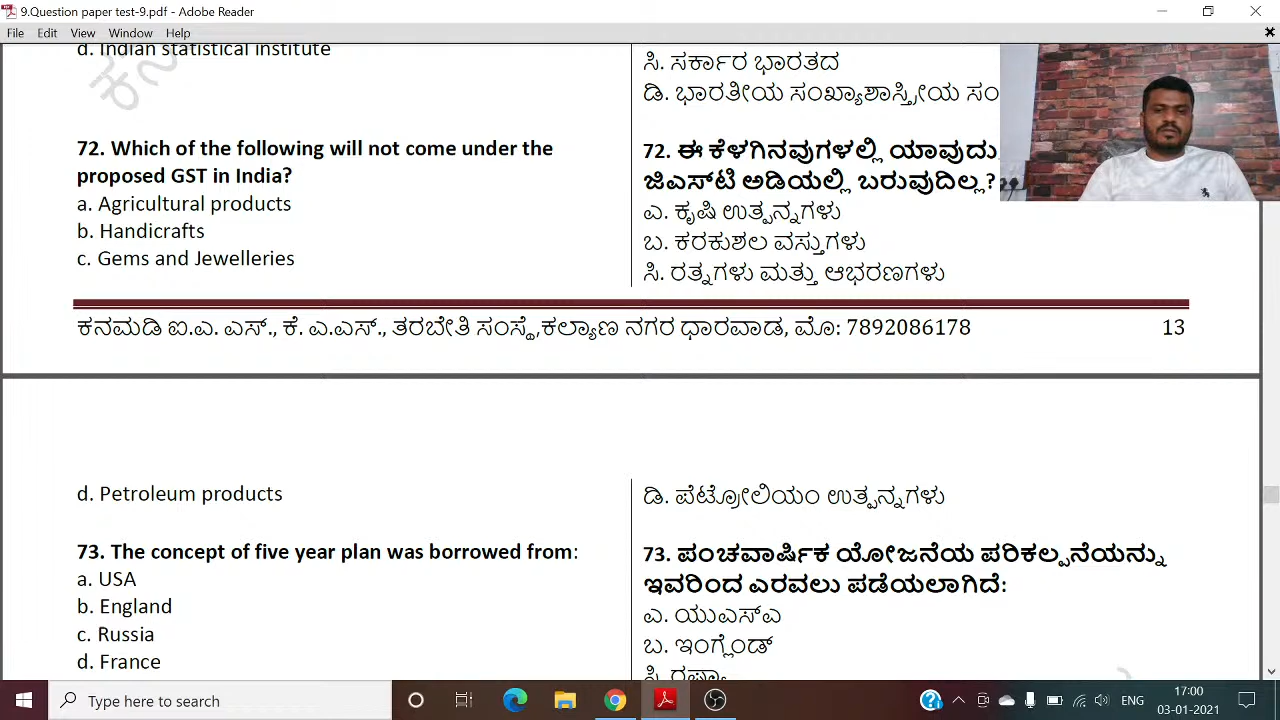 9.Question paper test-9.pdf - Adobe Reader
File Edit View Window Help
d. Indian statistical institute
72. Which of the following will not come under the
proposed GST in India?
a. Agricultural products
b. Handicrafts
c. Gems and Jewelleries
ಸಿ. ಸರ್ಕಾರ ಭಾರತದ
ಡಿ. ಭಾರತೀಯ ಸಂಖ್ಯಾಶಾಸ್ತ್ರೀಯ ಸಂ
72. ಈ ಕೆಳಗಿನವುಗಳಲ್ಲಿ ಯಾವುದು
ಜಿಎಸ್‌ಟಿ ಅಡಿಯಲ್ಲಿ ಬರುವುದಿಲ್ಲ?
ಎ. ಕೃಷಿ ಉತ್ಪನ್ನಗಳು
ಬ. ಕರಕುಶಲ ವಸ್ತುಗಳು
ಸಿ. ರತ್ನಗಳು ಮತ್ತು ಆಭರಣಗಳು
ಕನಮಡಿ ಐ.ಎ. ಎಸ್., ಕೆ. ಎ.ಎಸ್., ತರಬೇತಿ ಸಂಸ್ಥೆ,ಕಲ್ಯಾಣ ನಗರ ಧಾರವಾಡ, ಮೊ: 7892086178 13
d. Petroleum products
73. The concept of five year plan was borrowed from:
a. USA
b. England
c. Russia
d. France
ಡಿ. ಪೆಟ್ರೋಲಿಯಂ ಉತ್ಪನ್ನಗಳು
73. ಪಂಚವಾರ್ಷಿಕ ಯೋಜನೆಯ ಪರಿಕಲ್ಪನೆಯನ್ನು
ಇವರಿಂದ ಎರವಲು ಪಡೆಯಲಾಗಿದೆ:
ಎ. ಯುಎಸ್ಎ
ಬ. ಇಂಗ್ಲೆಂಡ್
ಸಿ. ರಷ್ಯಾ
Type here to search
ENG
17:00
03-01-2021